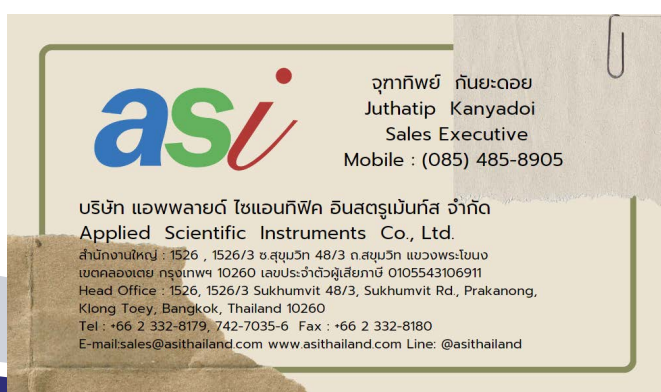 asi
จุฑาทิพย์ กันยะดอย
Juthatip Kanyadoi
Sales Executive
Mobile : (085) 485-8905
บริษัท แอพพลายด์ ไซแอนทิฟิค อินสตรูเม้นท์ส จำกัด
Applied Scientific Instruments Co., Ltd.
สำนักงานใหญ่ : 1526 , 1526/3 ซ.สุขุมวิท 48/3 ถ.สุขุมวิท แขวงพระโขนง
เขตคลองเตย กรุงเทพฯ 10260 เลขประจำตัวผู้เสียภาษี 0105543106911
Head Office : 1526, 1526/3 Sukhumvit 48/3, Sukhumvit Rd., Prakanong,
Klong Toey, Bangkok, Thailand 10260
Tel : +66 2 332-8179, 742-7035-6 Fax : +66 2 332-8180
E-mail:sales@asithailand.com www.asithailand.com Line: @asithailand